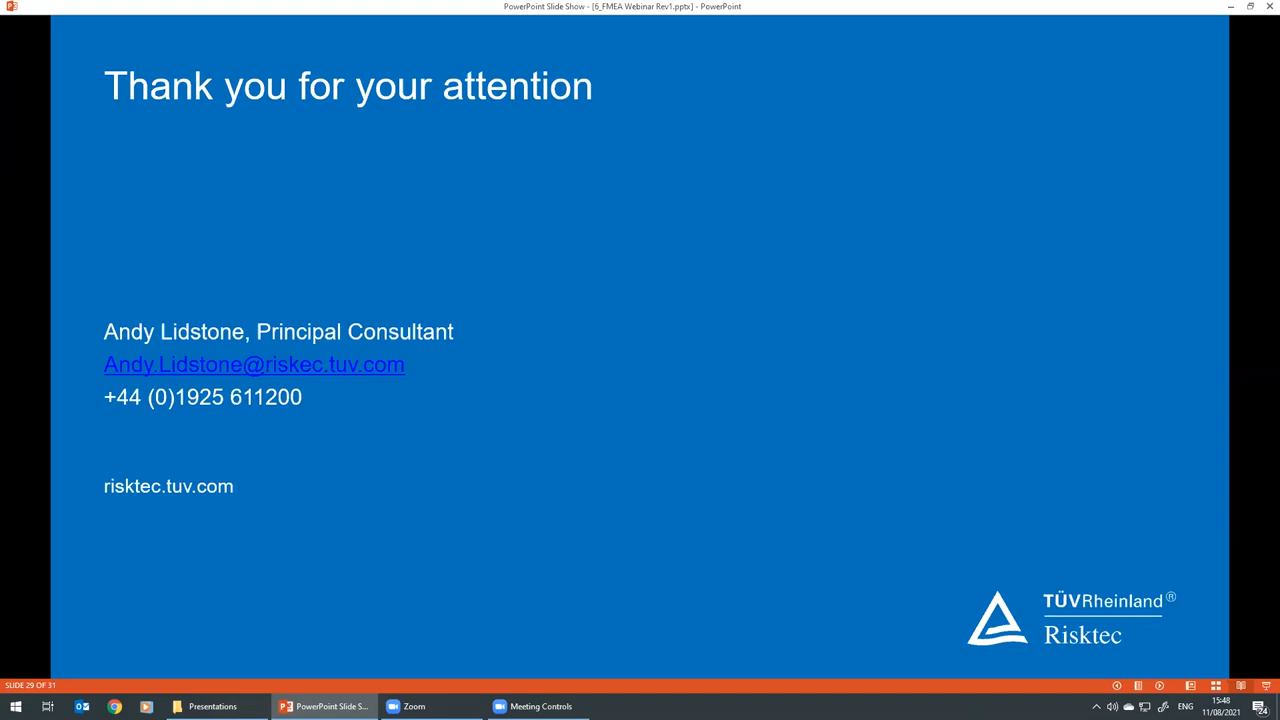 PowerPoint Slide Show - [6_FMEA Webinar Rev1.pptx] - PowerPoint
Thank you for your attention
Andy Lidstone, Principal Consultant
Andy.Lidstone@riskec.tuv.com
+44 (0)1925 611200
risktec.tuv.com
TÜVRheinland®
Risktec
SLIDE 29 OF 31
Presentations
PowerPoint Slide S...
Zoom
Meeting Controls
ENG
15:48
11/08/2021
24